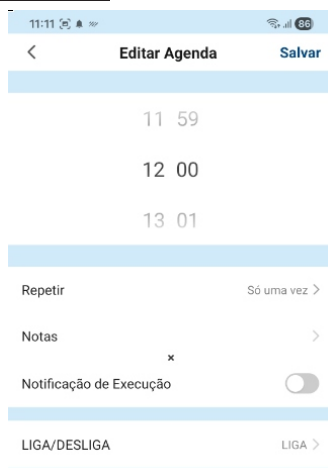 11:11 86
Editar Agenda Salvar
11 59
12 00
13 01
Repetir Só uma vez
Notas
Notificação de Execução
LIGA/DESLIGA LIGA